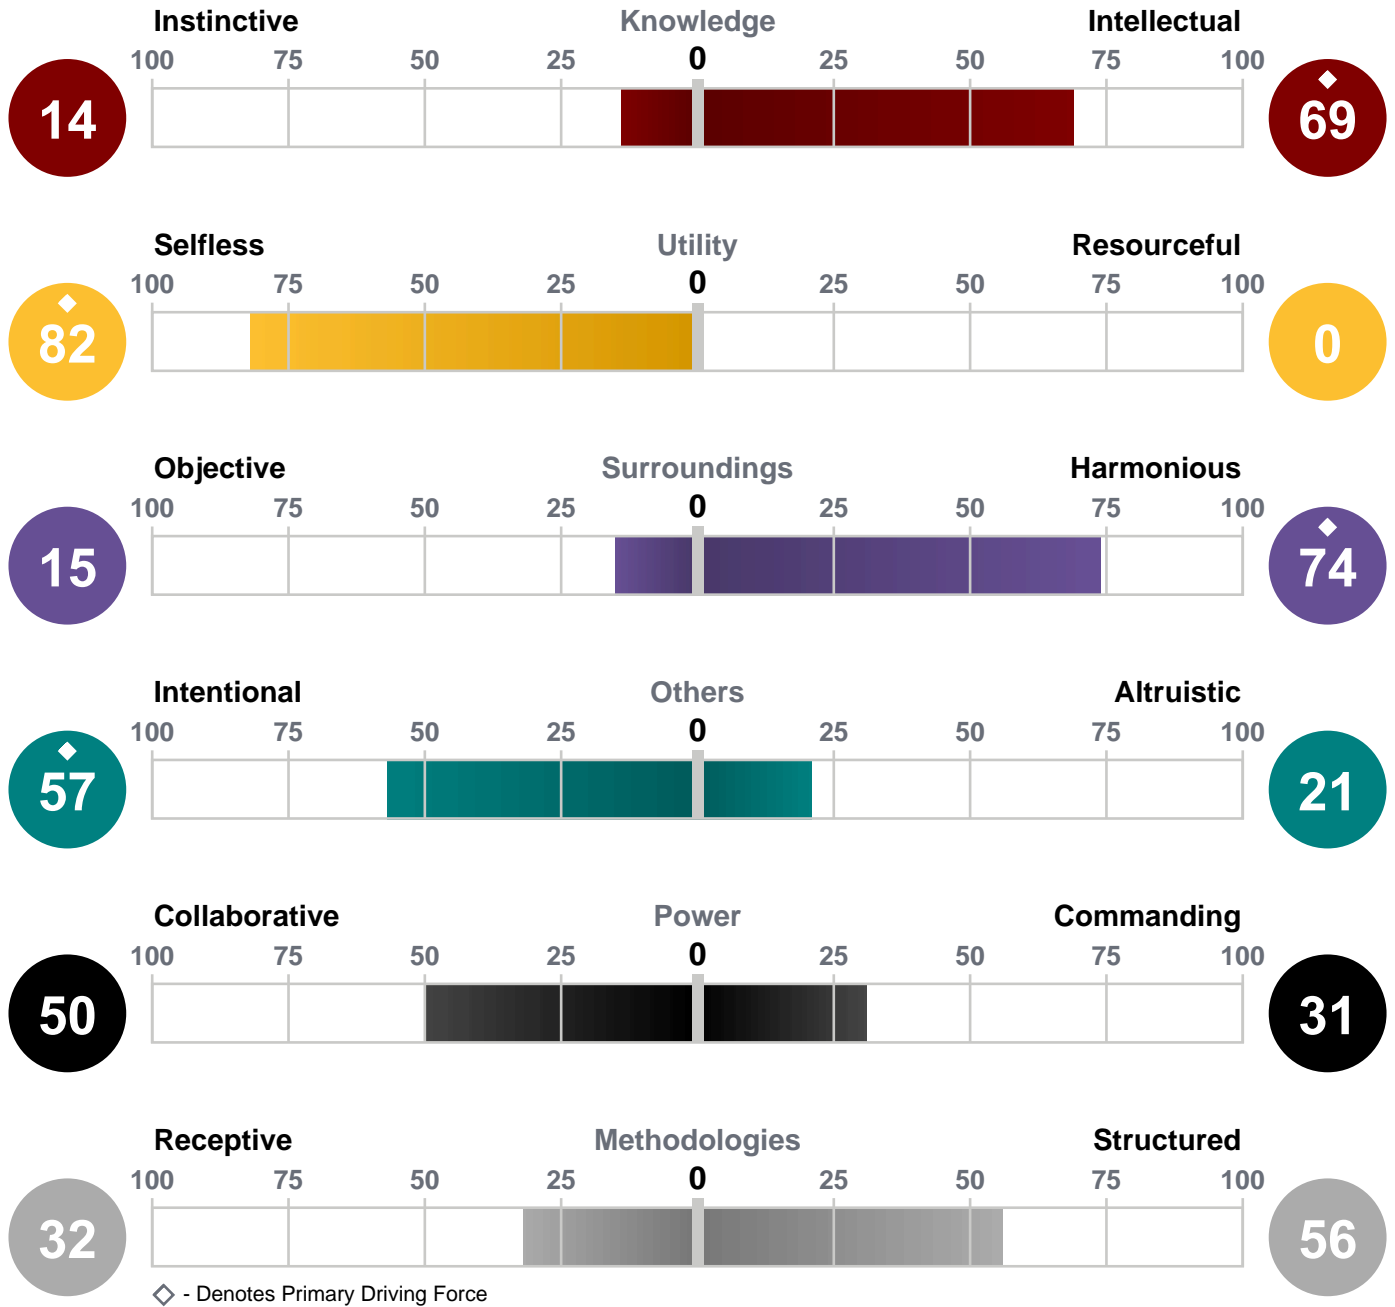 Instinctive Knowledge Intellectual
100 75 50 25 0 25 50 75 100
14 69
Selfless Utility Resourceful
100 75 50 25 0 25 50 75 100
82 0
Objective Surroundings Harmonious
100 75 50 25 0 25 50 75 100
15 74
Intentional Others Altruistic
100 75 50 25 0 25 50 75 100
57 21
Collaborative Power Commanding
100 75 50 25 0 25 50 75 100
50 31
Receptive Methodologies Structured
100 75 50 25 0 25 50 75 100
32 56
- Denotes Primary Driving Force